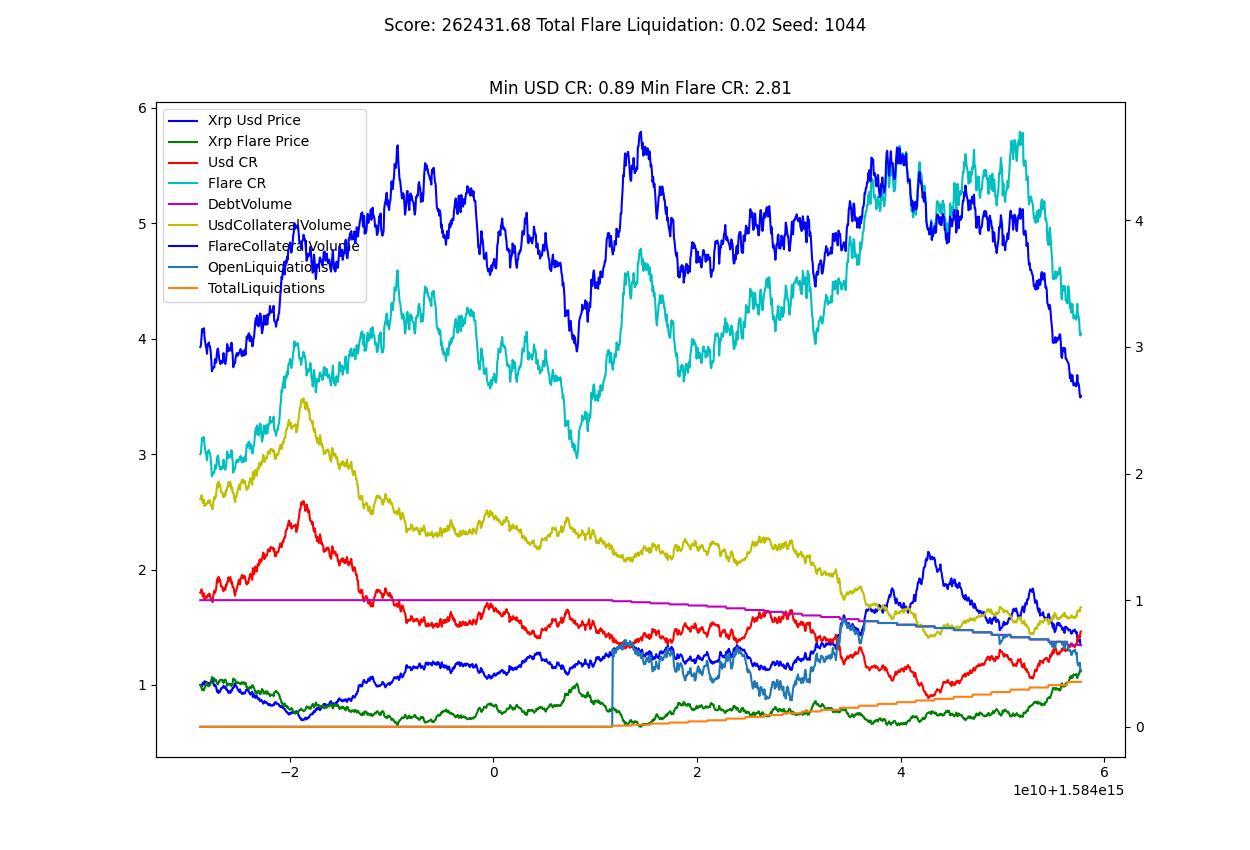 Score: 262431.68 Total Flare Liquidation: 0.02 Seed: 1044
Min USD CR: 0.89 Min Flare CR: 2.81
6
5
4
3
2
1
Xrp Usd Price
Xrp Flare Price
Usd CR
Flare CR
DebtVolume
UsdCollateralVolume
FlareCollateralVolume
OpenLiquidations
TotalLiquidations
4
3
2
1
0
−2
0
2
4
6
1e10+1.584e15